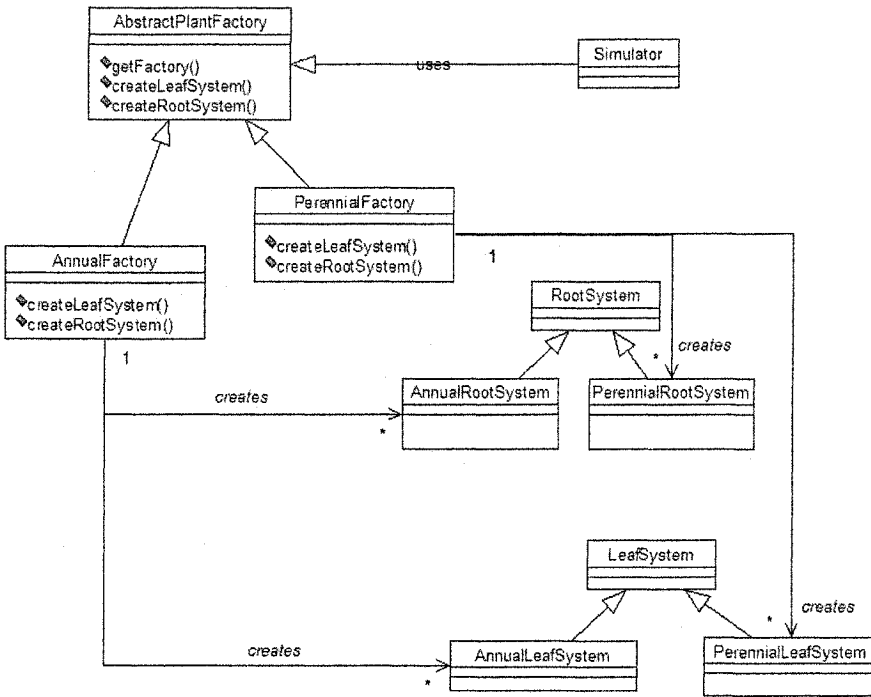 AbstractPlantFactory
getFactory()
createLeafSystem()
createRootSystem()
uses
Simulator
PerennialFactory
createLeafSystem()
createRootSystem()
1
AnnualFactory
createLeafSystem()
createRootSystem()
1
RootSystem
*
creates
AnnualRootSystem
PerennialRootSystem
creates
*
LeafSystem
*
creates
creates
AnnualLeafSystem
PerennialLeafSystem
*